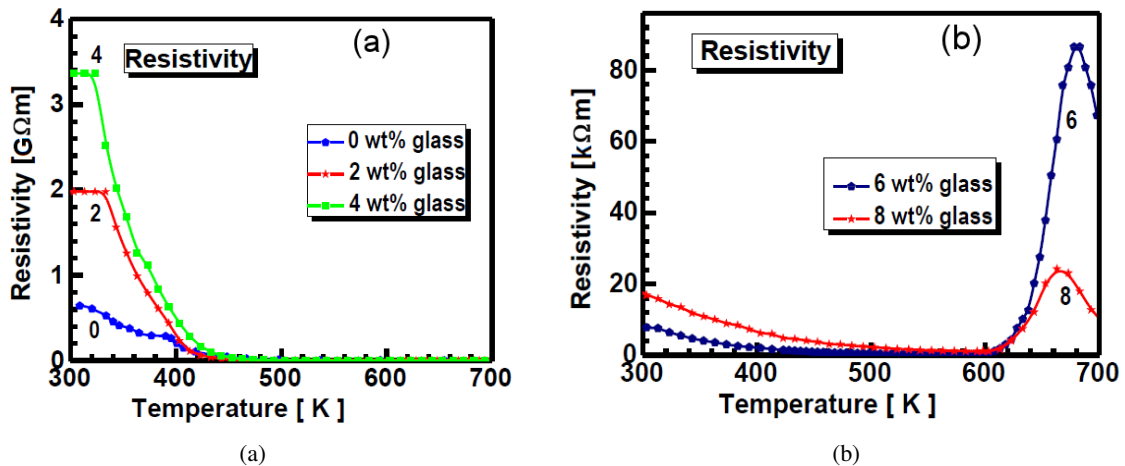 (a)
Resistivity
4
2
0
0 wt% glass
2 wt% glass
4 wt% glass
Resistivity [GΩm]
4
3
2
1
0
300 400 500 600 700
Temperature [ K ]
(a)
(b)
Resistivity
6
8
6 wt% glass
8 wt% glass
Resistivity [kΩm]
80
60
40
20
0
300 400 500 600 700
Temperature [ K ]
(b)